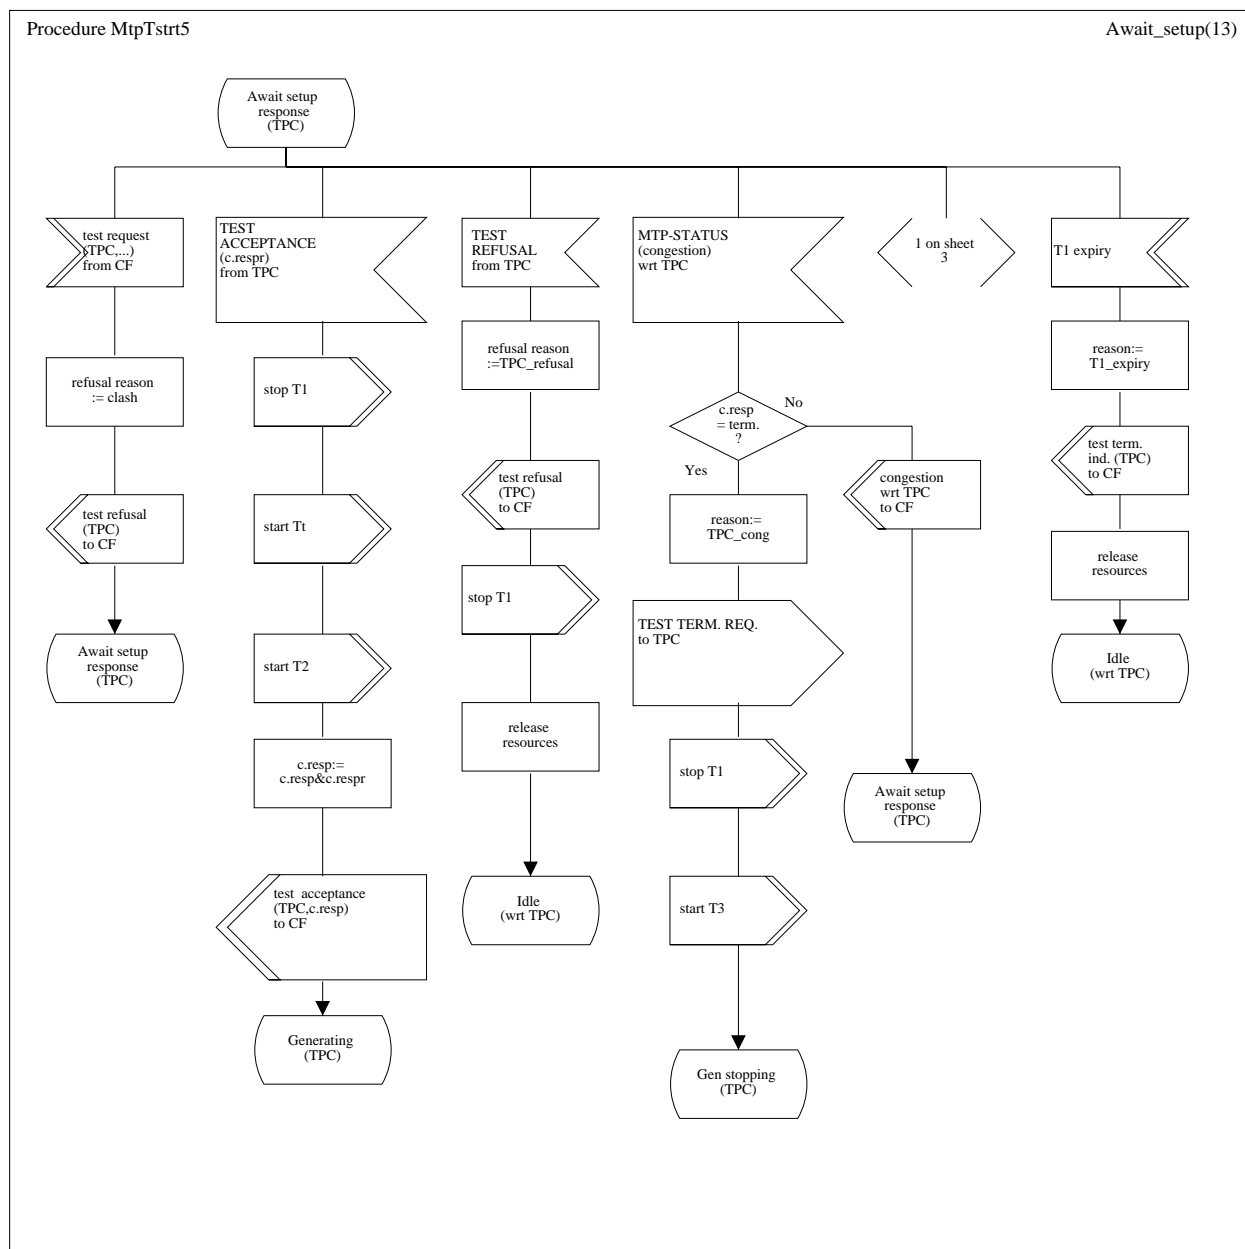 Procedure MtpTstrt5
Await_setup(13)
Await setup
response
(TPC)
test request
(TPC,...)
from CF
TEST
ACCEPTANCE
(c.respr)
from TPC
TEST
REFUSAL
from TPC
MTP-STATUS
(congestion)
wrt TPC
1 on sheet
3
T1 expiry
refusal reason
:= clash
stop T1
refusal reason
:=TPC_refusal
c.resp
= term.
?
No
Yes
reason:=
T1_expiry
test refusal
(TPC)
to CF
start Tt
test refusal
(TPC)
to CF
reason:=
TPC_cong
congestion
wrt TPC
to CF
test term.
ind. (TPC)
to CF
release
resources
Await setup
response
(TPC)
start T2
stop T1
TEST TERM. REQ.
to TPC
Idle
(wrt TPC)
c.resp:=
c.resp&c.respr
release
resources
stop T1
Await setup
response
(TPC)
test  acceptance
(TPC,c.resp)
to CF
Idle
(wrt TPC)
start T3
Generating
(TPC)
Gen stopping
(TPC)